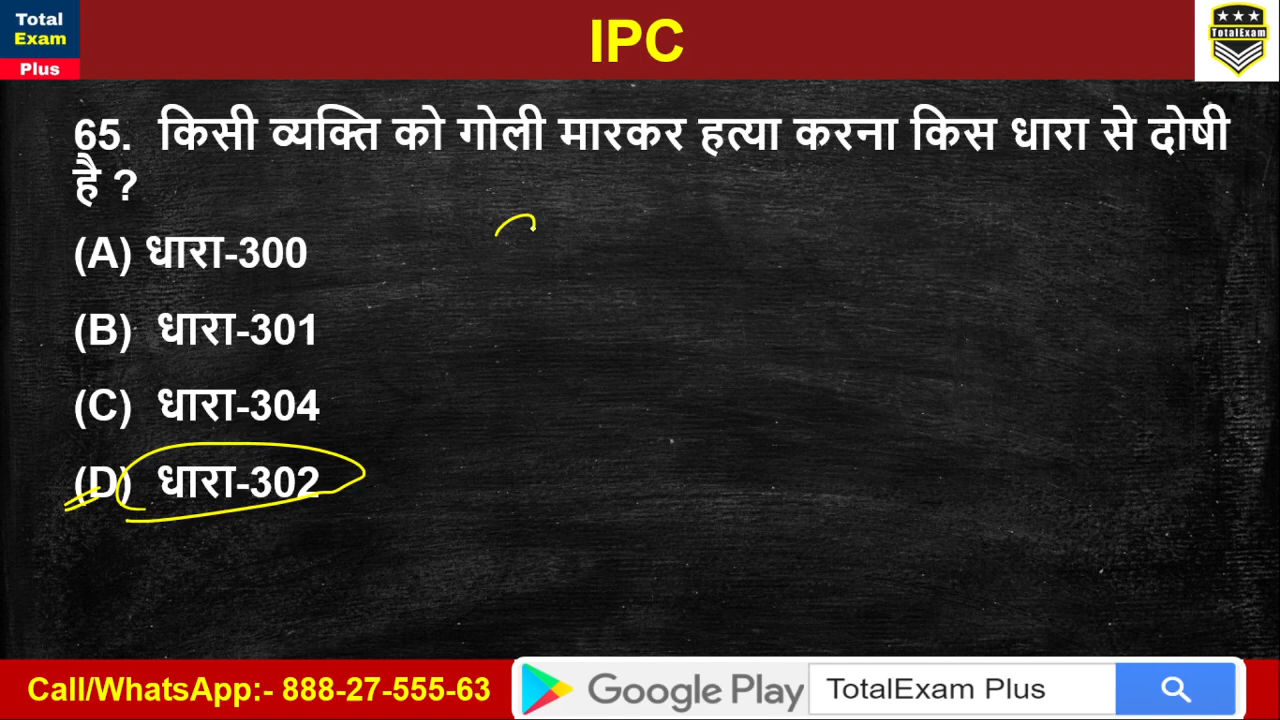 Total
Exam
Plus
IPC
TotalExam
65. किसी व्यक्ति को गोली मारकर हत्या करना किस धारा से दोषी
है ?
(A) धारा-300
(B) धारा-301
(C) धारा-304
(D) धारा-302
Call/WhatsApp:- 888-27-555-63
Google Play
TotalExam Plus